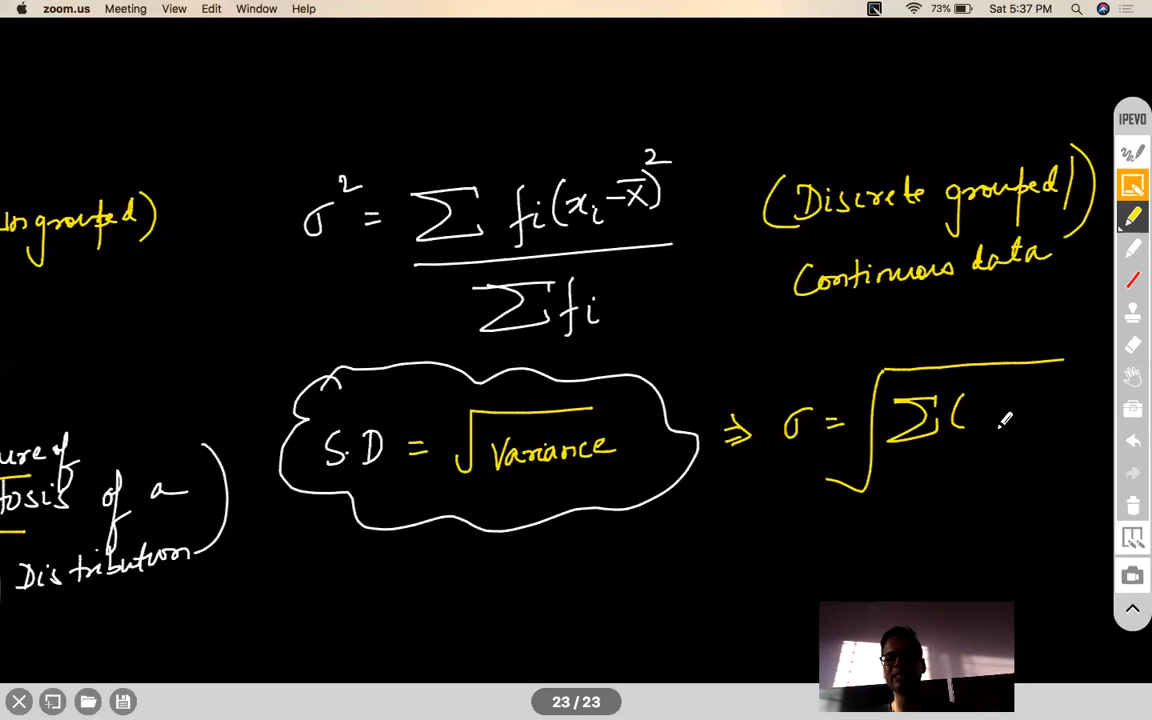 zoom.us Meeting View Edit Window Help 73% Sat 5:37 PM
IPEVO
σ² = Σ fi(xi − x̄)² / Σ fi
(Discrete grouped/)
Continuous data
grouped)
S.D = √Variance ⇒ σ = √Σ(
of a
Distribution)
23/23